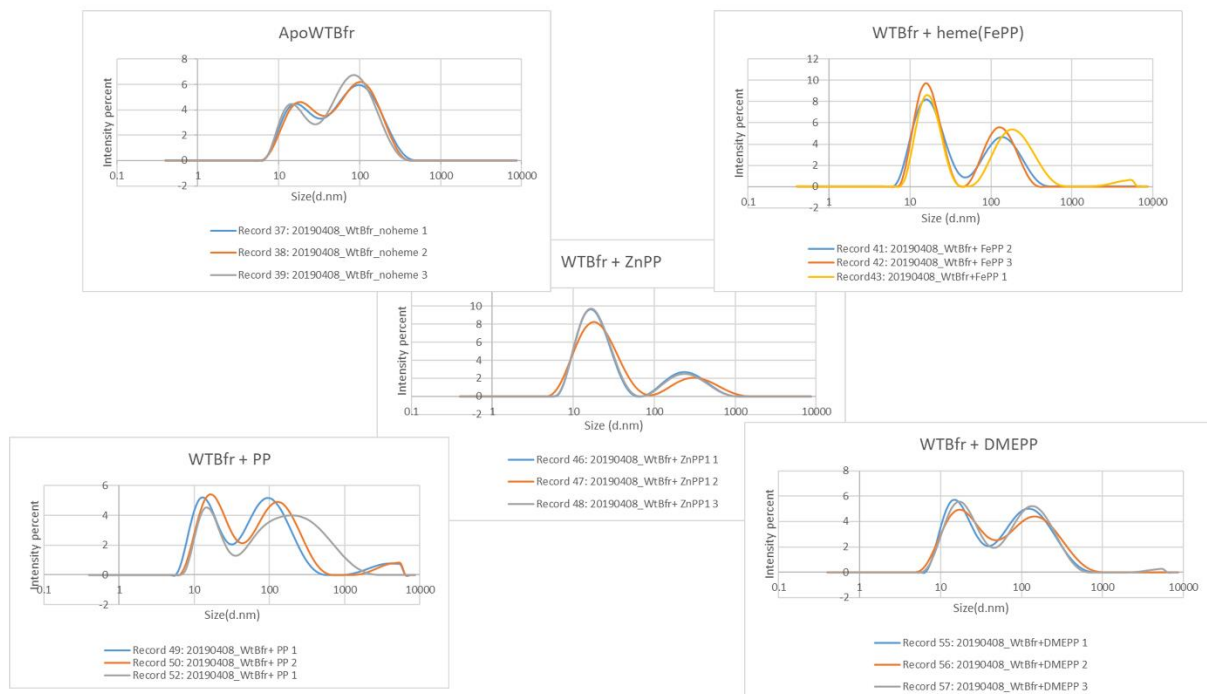 ApoWTBfr
Intensity percent
8
6
4
2
0
-2
0.1
1
10
100
1000
10000
Size(d.nm)
Record 37: 20190408_WtBfr_noheme 1
Record 38: 20190408_WtBfr_noheme 2
Record 39: 20190408_WtBfr_noheme 3
WTBfr + heme(FePP)
Intensity percent
12
10
8
6
4
2
0
-2
0.1
1
10
100
1000
10000
Size(d.nm)
Record 41: 20190408_WtBfr+ FePP 2
Record 42: 20190408_WtBfr+ FePP 3
Record43: 20190408_WtBfr+FePP 1
WTBfr + ZnPP
Intensity percent
10
8
6
4
2
0
-2
0.1
1
10
100
1000
10000
Size (d.nm)
Record 46: 20190408_WtBfr+ ZnPP1 1
Record 47: 20190408_WtBfr+ ZnPP1 2
Record 48: 20190408_WtBfr+ ZnPP1 3
WTBfr + PP
Intensity percent
6
4
2
0
-2
0.1
1
10
100
1000
10000
Size(d.nm)
Record 49: 20190408_WtBfr+ PP 1
Record 50: 20190408_WtBfr+ PP 2
Record 52: 20190408_WtBfr+ PP 1
WTBfr + DMEPP
Intensity percent
8
6
4
2
0
-2
0.1
1
10
100
1000
10000
Size(d.nm)
Record 55: 20190408_WtBfr+DMEPP 1
Record 56: 20190408_WtBfr+DMEPP 2
Record 57: 20190408_WtBfr+DMEPP 3